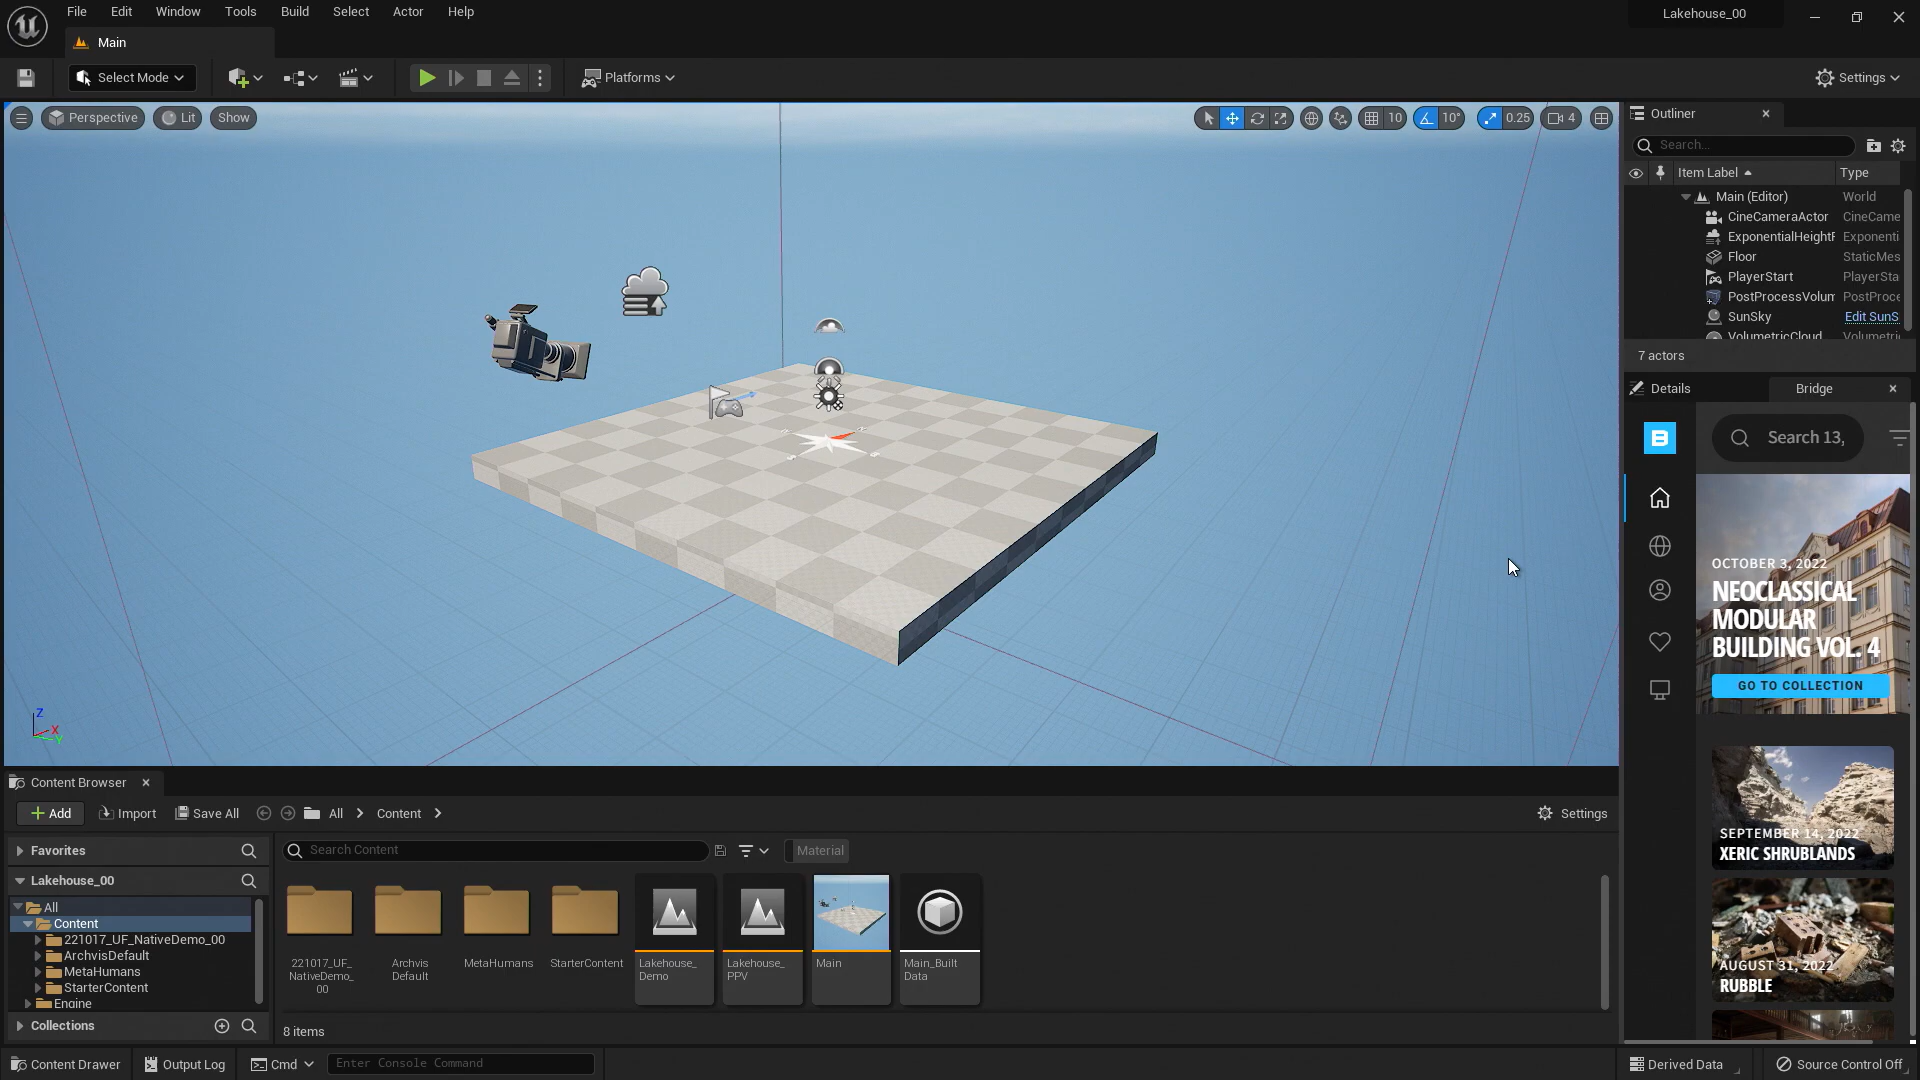 File Edit Window Tools Build Select Actor Help
Lakehouse_00
Main
Select Mode
Platforms
Settings
Perspective
Lit
Show
10
10°
0.25
4
Z
X
Y
Outliner
Search...
Item Label
Type
Main (Editor)
World
CineCameraActor
CineCame
ExponentialHeightF
Exponenti
Floor
StaticMes
PlayerStart
PlayerSta
PostProcessVolum
PostProce
SunSky
Edit SunS
VolumetricCloud
Volumetric
7 actors
Details
Bridge
Search 13,
OCTOBER 3, 2022
NEOCLASSICAL
MODULAR
BUILDING VOL. 4
GO TO COLLECTION
SEPTEMBER 14, 2022
XERIC SHRUBLANDS
AUGUST 31, 2022
RUBBLE
Content Browser
Add
Import
Save All
All
Content
Settings
Favorites
Lakehouse_00
All
Content
221017_UF_NativeDemo_00
ArchvisDefault
MetaHumans
StarterContent
Engine
Collections
Search Content
Material
221017_UF_
NativeDemo_
00
Archvis
Default
MetaHumans
StarterContent
Lakehouse_
Demo
Lakehouse_
PPV
Main
Main_Built
Data
8 items
Content Drawer
Output Log
Cmd
Enter Console Command
Derived Data
Source Control Off